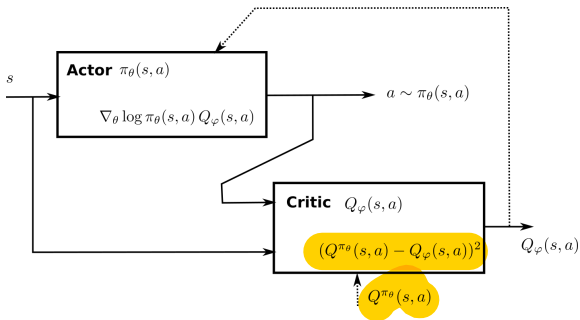 s
Actor π_θ(s, a)
∇_θ log π_θ(s, a) Q_φ(s, a)
a ∼ π_θ(s, a)
Critic Q_φ(s, a)
(Q^{π_θ}(s, a) − Q_φ(s, a))²
Q_φ(s, a)
Q^{π_θ}(s, a)